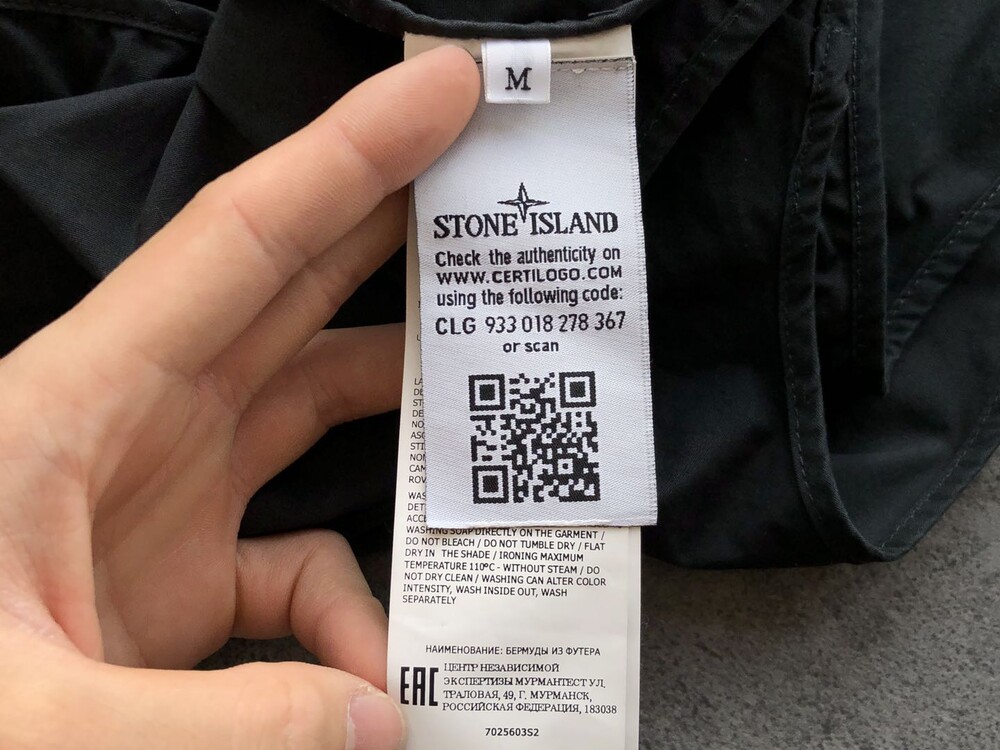 M
STONE ISLAND
Check the authenticity on
WWW.CERTILOGO.COM
using the following code:
CLG 933 018 278 367
or scan
WASHING SOAP DIRECTLY ON THE GARMENT /
DO NOT BLEACH / DO NOT TUMBLE DRY / FLAT
DRY IN THE SHADE / IRONING MAXIMUM
TEMPERATURE 110°C - WITHOUT STEAM / DO
NOT DRY CLEAN / WASHING CAN ALTER COLOR
INTENSITY, WASH INSIDE OUT, WASH
SEPARATELY
НАИМЕНОВАНИЕ: БЕРМУДЫ ИЗ ФУТЕРА
EAC
ЦЕНТР НЕЗАВИСИМОЙ
ЭКСПЕРТИЗЫ МУРМАНТЕСТ УЛ.
ТРАЛОВАЯ, 49, Г. МУРМАНСК,
РОССИЙСКАЯ ФЕДЕРАЦИЯ, 183038
7025603S2